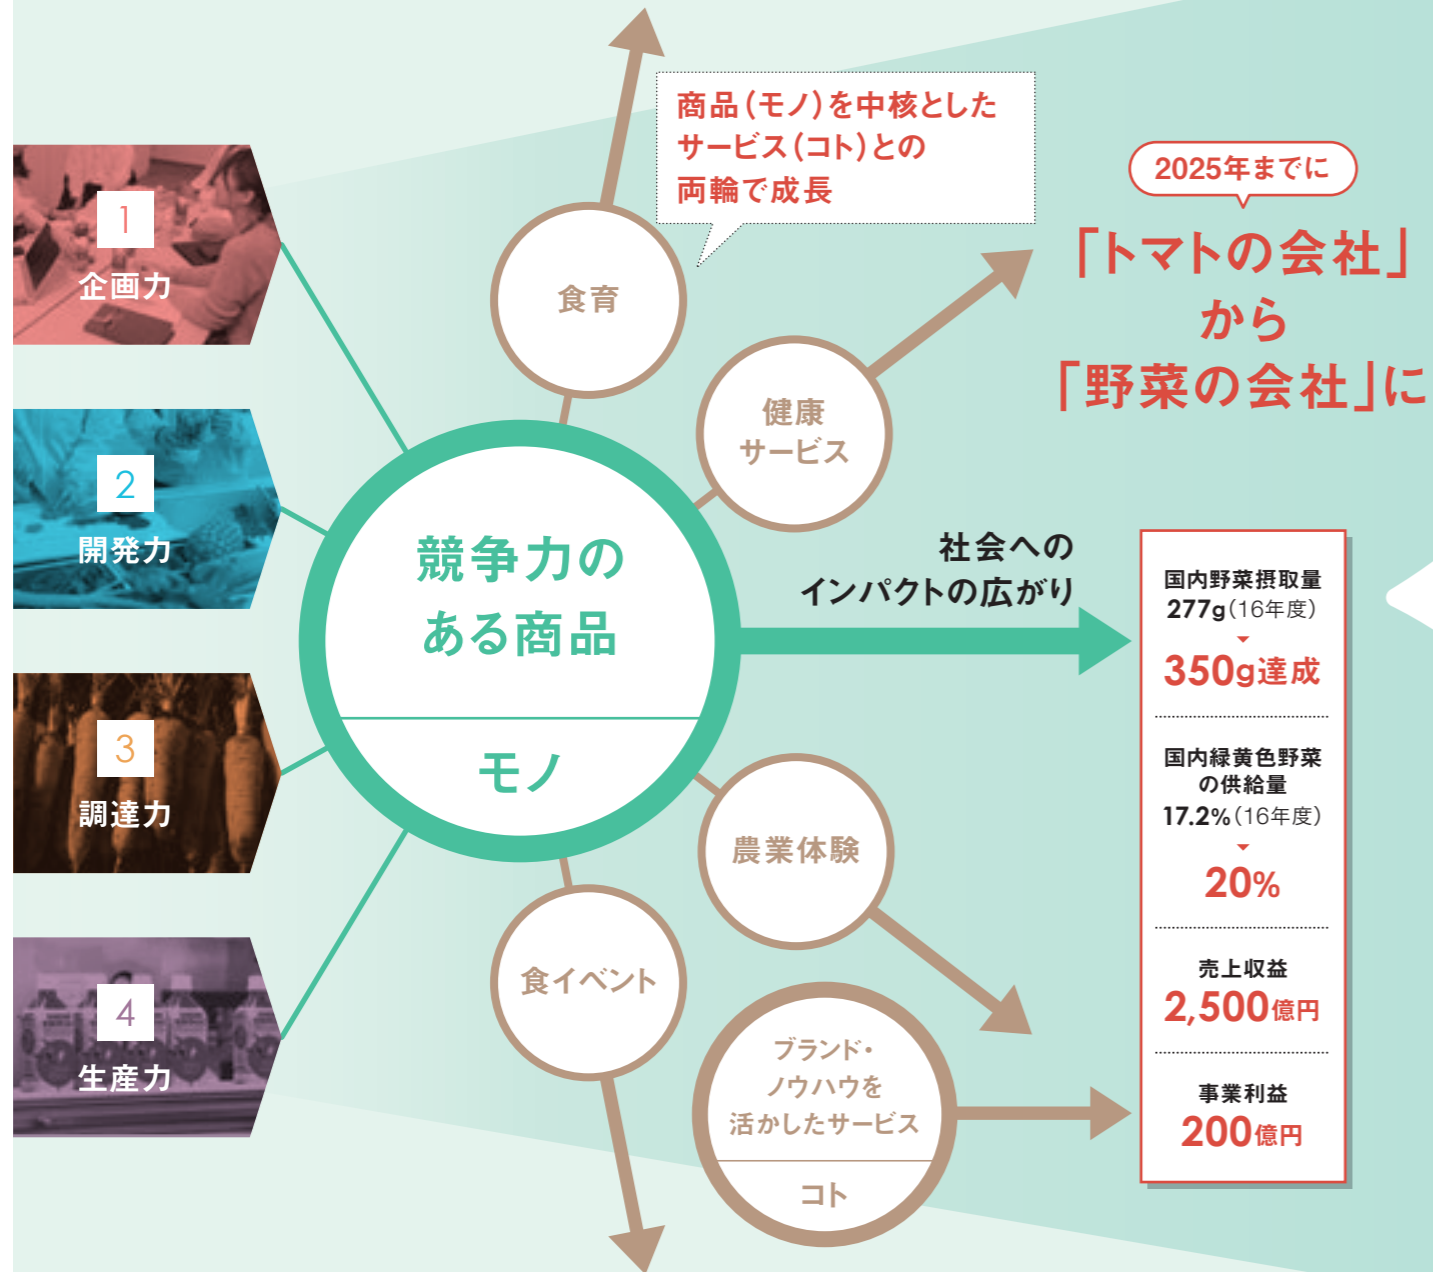 1
企画力
2
開発力
3
調達力
4
生産力
商品(モノ)を中核とした
サービス(コト)との
両輪で成長
食育
健康
サービス
競争力の
ある商品
モノ
社会への
インパクトの広がり
農業体験
食イベント
ブランド・
ノウハウを
活かしたサービス
コト
2025年までに
「トマトの会社」
から
「野菜の会社」に
国内野菜摂取量
277g(16年度)
350g達成
国内緑黄色野菜
の供給量
17.2%(16年度)
20%
売上収益
2,500億円
事業利益
200億円